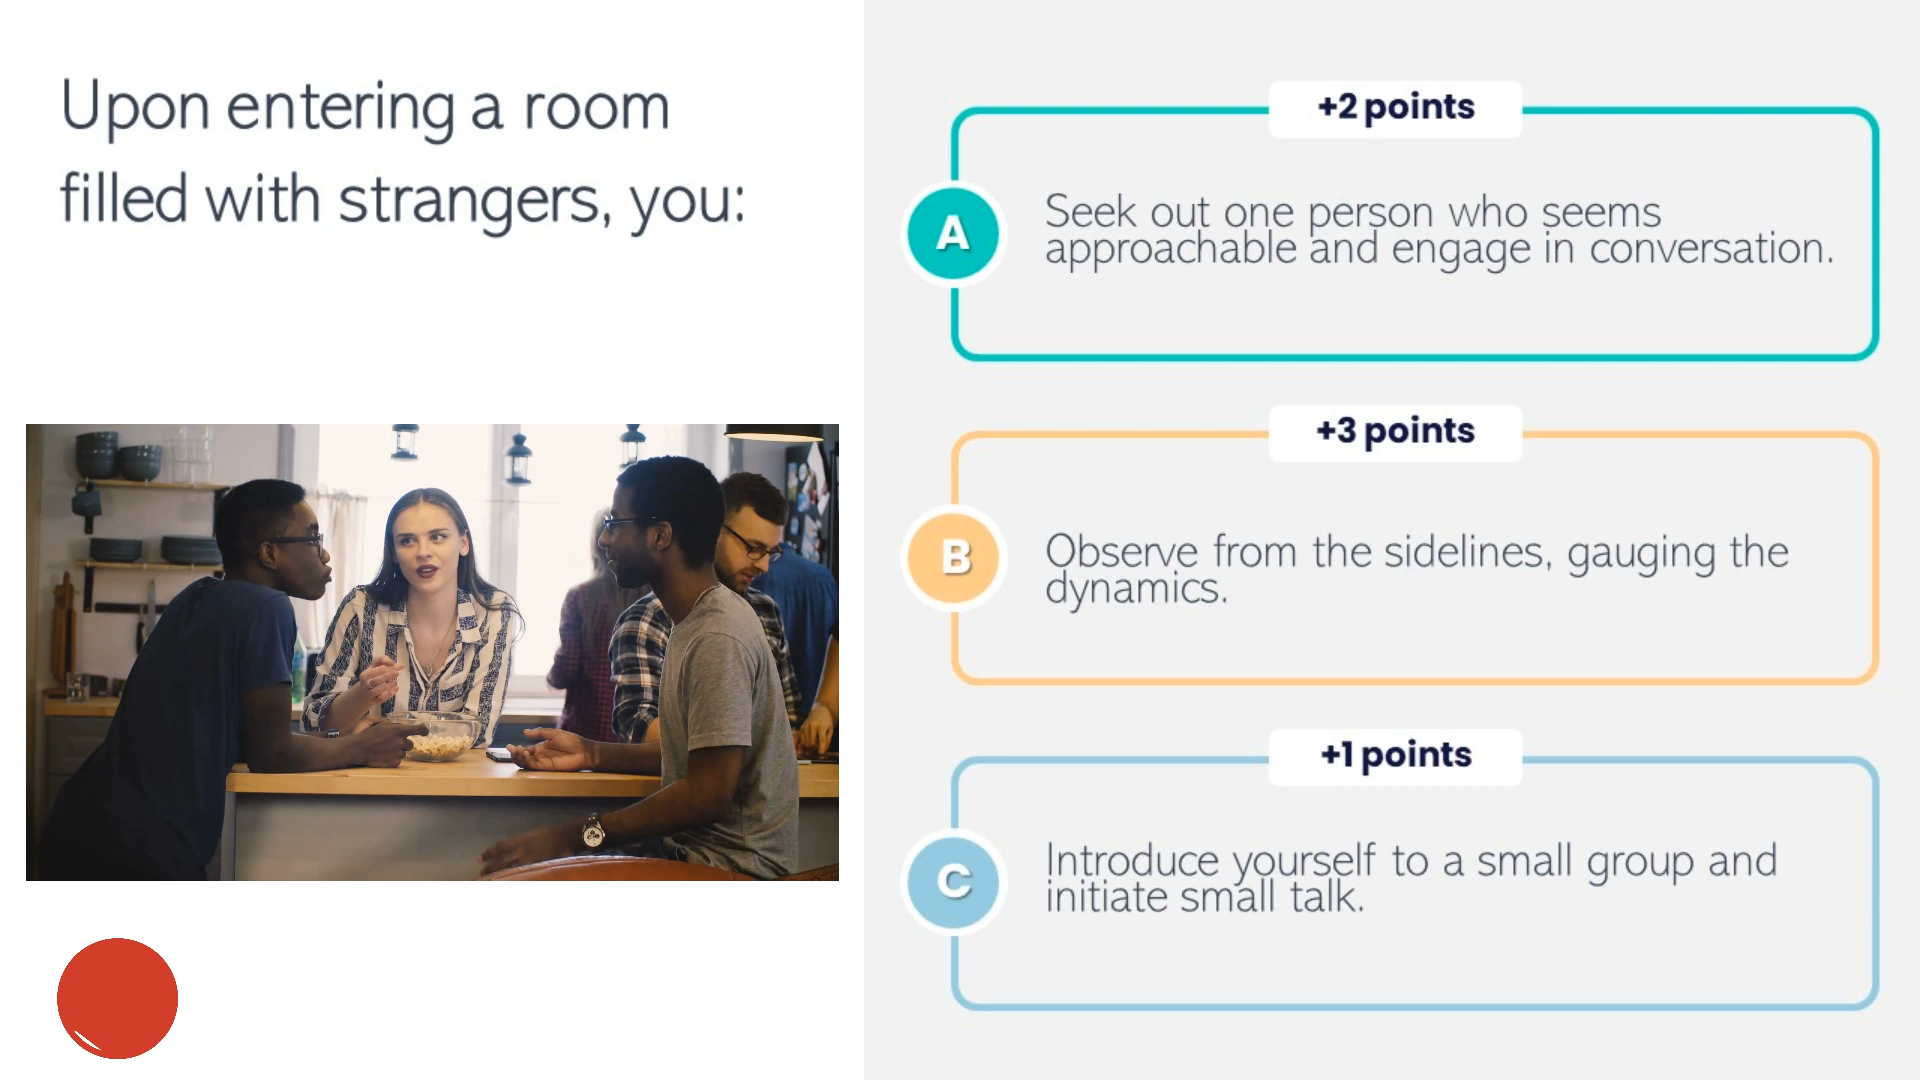 Upon entering a room
filled with strangers, you:
+2 points
A
Seek out one person who seems
approachable and engage in conversation.
+3 points
B
Observe from the sidelines, gauging the
dynamics.
+1 points
C
Introduce yourself to a small group and
initiate small talk.